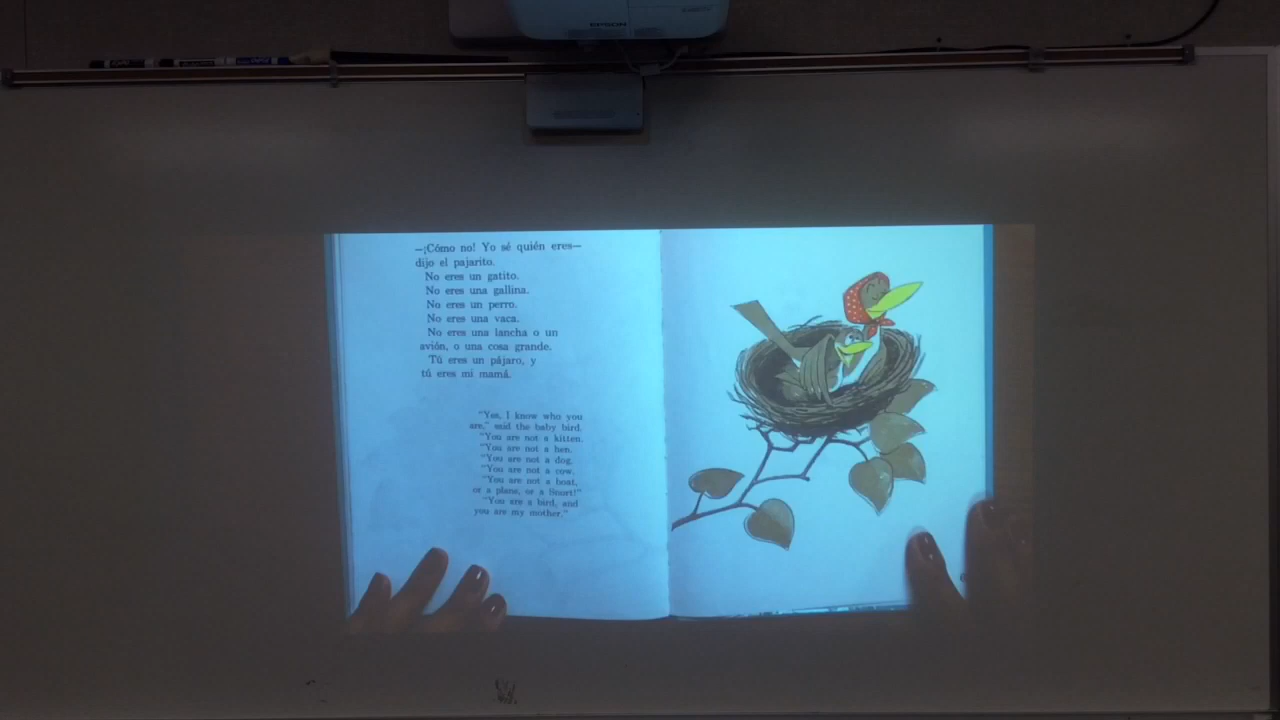 EPSON
—¡Cómo no! Yo sé quién eres—
dijo el pajarito.
No eres un gatito.
No eres una gallina.
No eres un perro.
No eres una vaca.
No eres una lancha o un
avión, o una cosa grande.
Tú eres un pájaro, y
tú eres mi mamá.
"Yes, I know who you
are," said the baby bird.
"You are not a kitten.
"You are not a hen.
"You are not a dog.
"You are not a cow.
"You are not a boat,
or a plane, or a Snort!"
"You are a bird, and
you are my mother."